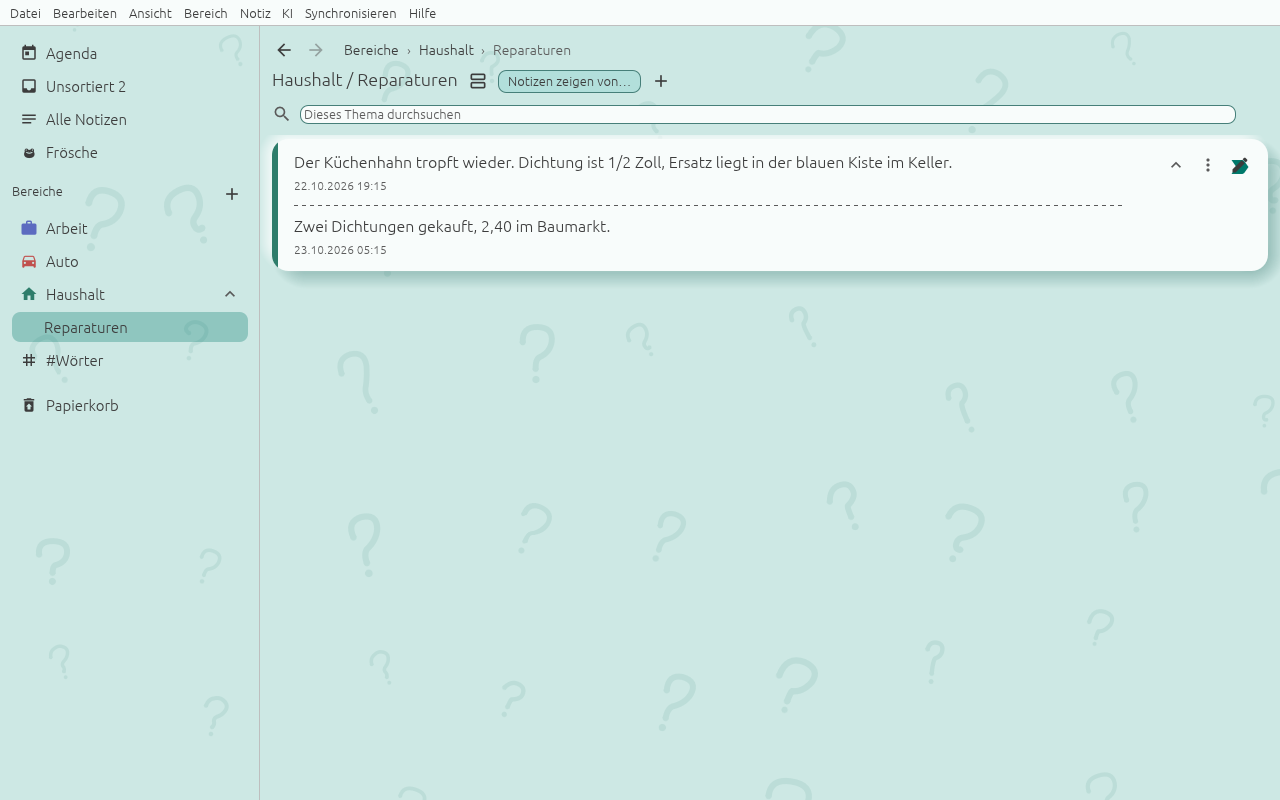 Datei Bearbeiten Ansicht Bereich Notiz KI Synchronisieren Hilfe
Agenda
Unsortiert 2
Alle Notizen
Frösche
Bereiche
Arbeit
Auto
Haushalt
Reparaturen
#Wörter
Papierkorb
Bereiche › Haushalt › Reparaturen
Haushalt / Reparaturen Notizen zeigen von…
Dieses Thema durchsuchen
Der Küchenhahn tropft wieder. Dichtung ist 1/2 Zoll, Ersatz liegt in der blauen Kiste im Keller.
22.10.2026 19:15
Zwei Dichtungen gekauft, 2,40 im Baumarkt.
23.10.2026 05:15